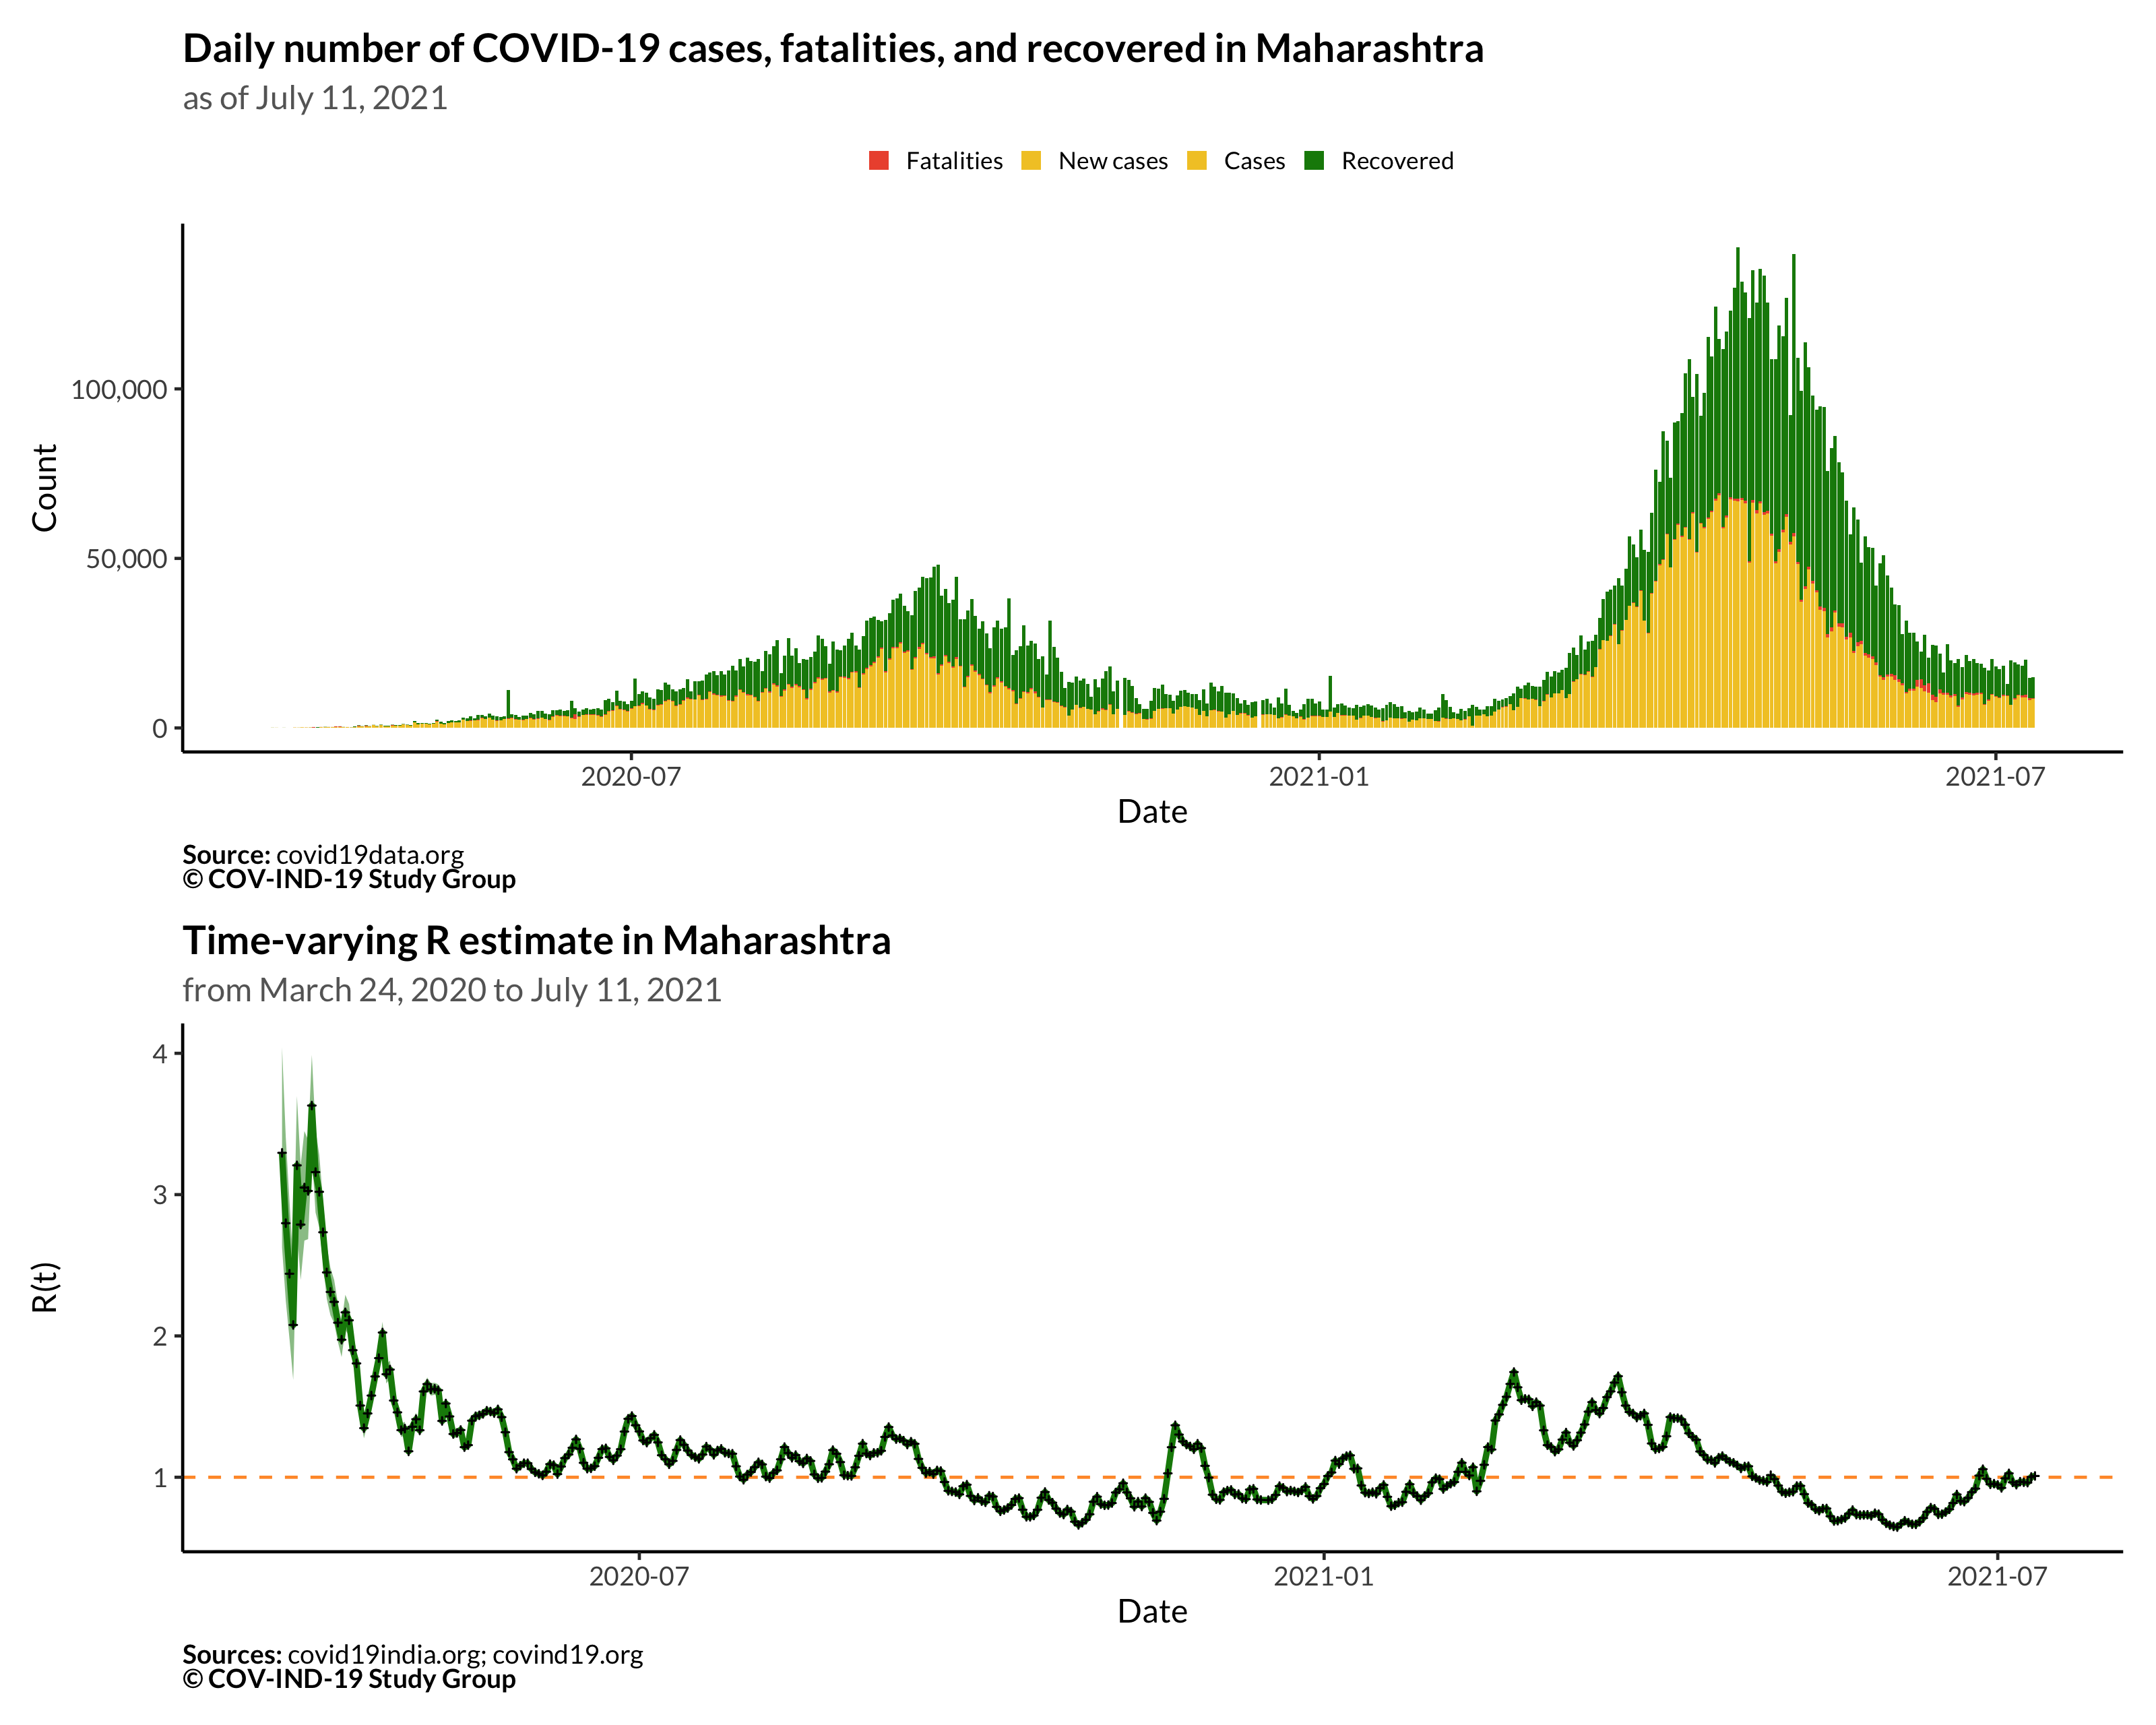 Daily number of COVID-19 cases, fatalities, and recovered in Maharashtra
as of July 11, 2021
Fatalities New cases Cases Recovered
Count
100,000
50,000
0
2020-07 2021-01 2021-07
Date
Source: covid19data.org
© COV-IND-19 Study Group
Time-varying R estimate in Maharashtra
from March 24, 2020 to July 11, 2021
R(t)
4
3
2
1
2020-07 2021-01 2021-07
Date
Sources: covid19india.org; covind19.org
© COV-IND-19 Study Group